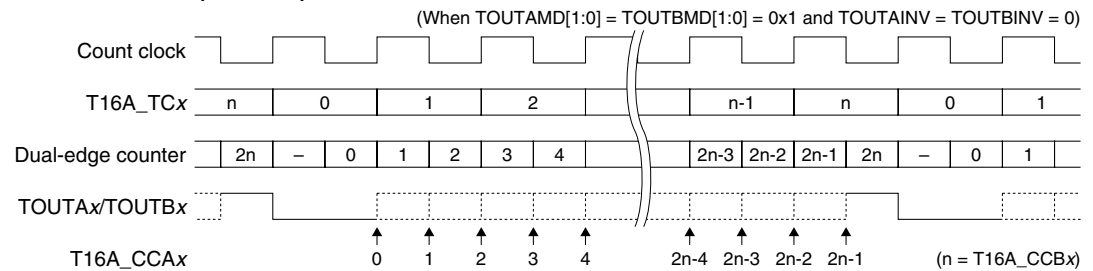 (When TOUTAMD[1:0] = TOUTBMD[1:0] = 0x1 and TOUTAINV = TOUTBINV = 0)
Count clock
T16A_TCx n 0 1 2 n-1 n 0 1
Dual-edge counter 2n – 0 1 2 3 4 2n-3 2n-2 2n-1 2n – 0 1
TOUTAx/TOUTBx
T16A_CCAx 0 1 2 3 4 2n-4 2n-3 2n-2 2n-1 (n = T16A_CCBx)